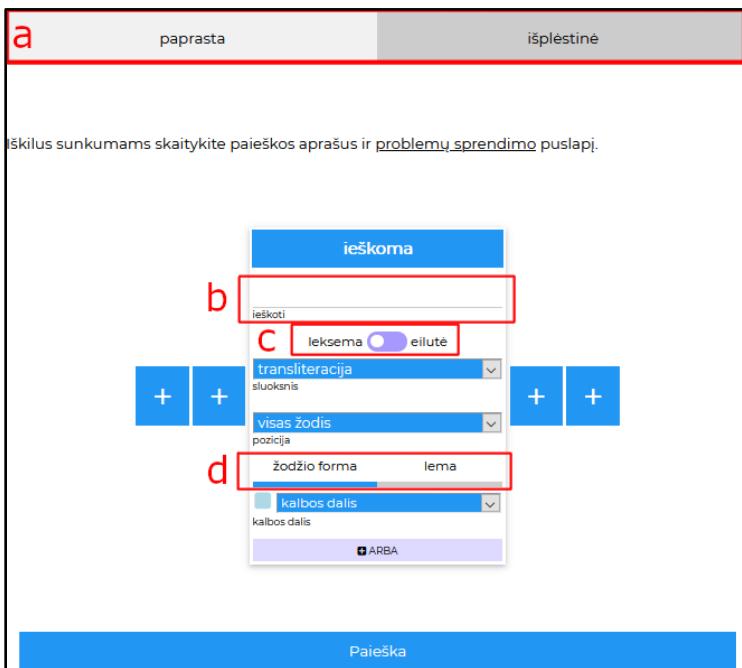 a paprasta išplėstinė
Iškilus sunkumams skaitykite paieškos aprašus ir problemų sprendimo puslapį.
ieškoma
b
ieškoti
c leksema eilutė
transliteracija
sluoksnis
+ + + +
visas žodis
pozicija
d žodžio forma lema
kalbos dalis
kalbos dalis
+ ARBA
Paieška